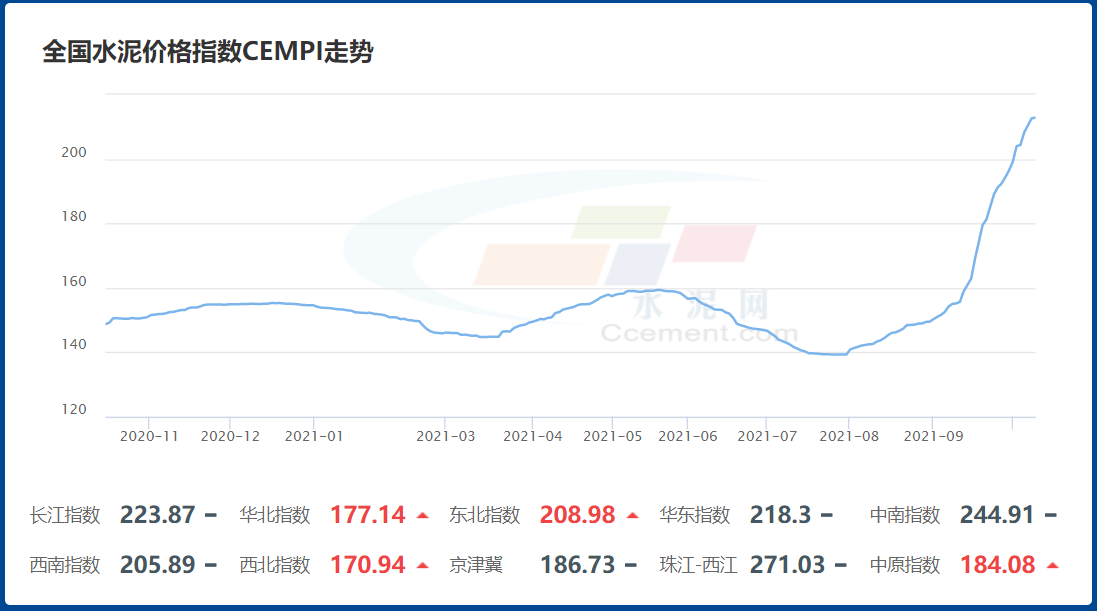 全国水泥价格指数CEMPI走势
200
180
160
140
120
水泥网
Ccement.com
2020-11 2020-12 2021-01 2021-03 2021-04 2021-05 2021-06 2021-07 2021-08 2021-09
长江指数 223.87 华北指数 177.14 东北指数 208.98 华东指数 218.3 中南指数 244.91
西南指数 205.89 西北指数 170.94 京津冀 186.73 珠江-西江 271.03 中原指数 184.08